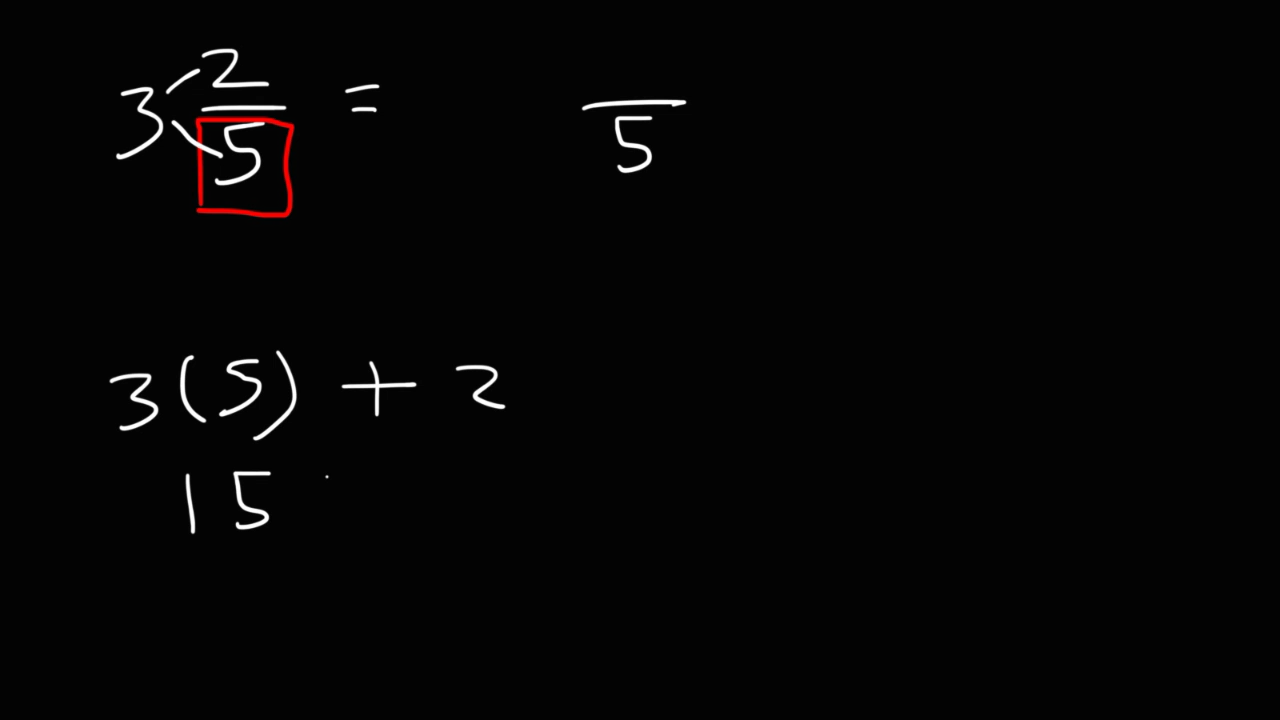 3 2/5 = /5
3(5) + 2
15